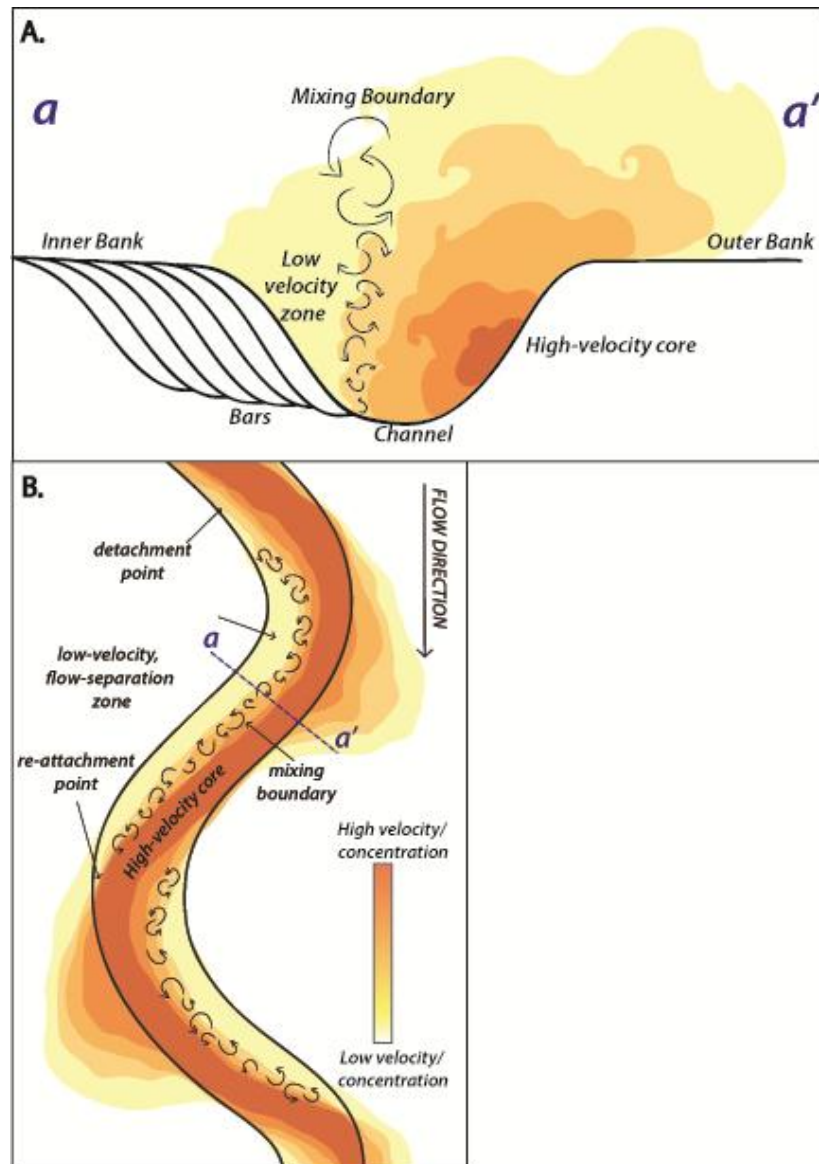 A.
a
a'
Mixing Boundary
Inner Bank
Outer Bank
Low
velocity
zone
High-velocity core
Bars
Channel
B.
FLOW DIRECTION
detachment
point
a
low-velocity,
flow-separation
zone
a'
re-attachment
point
mixing
boundary
High-velocity core
High velocity/
concentration
Low velocity/
concentration